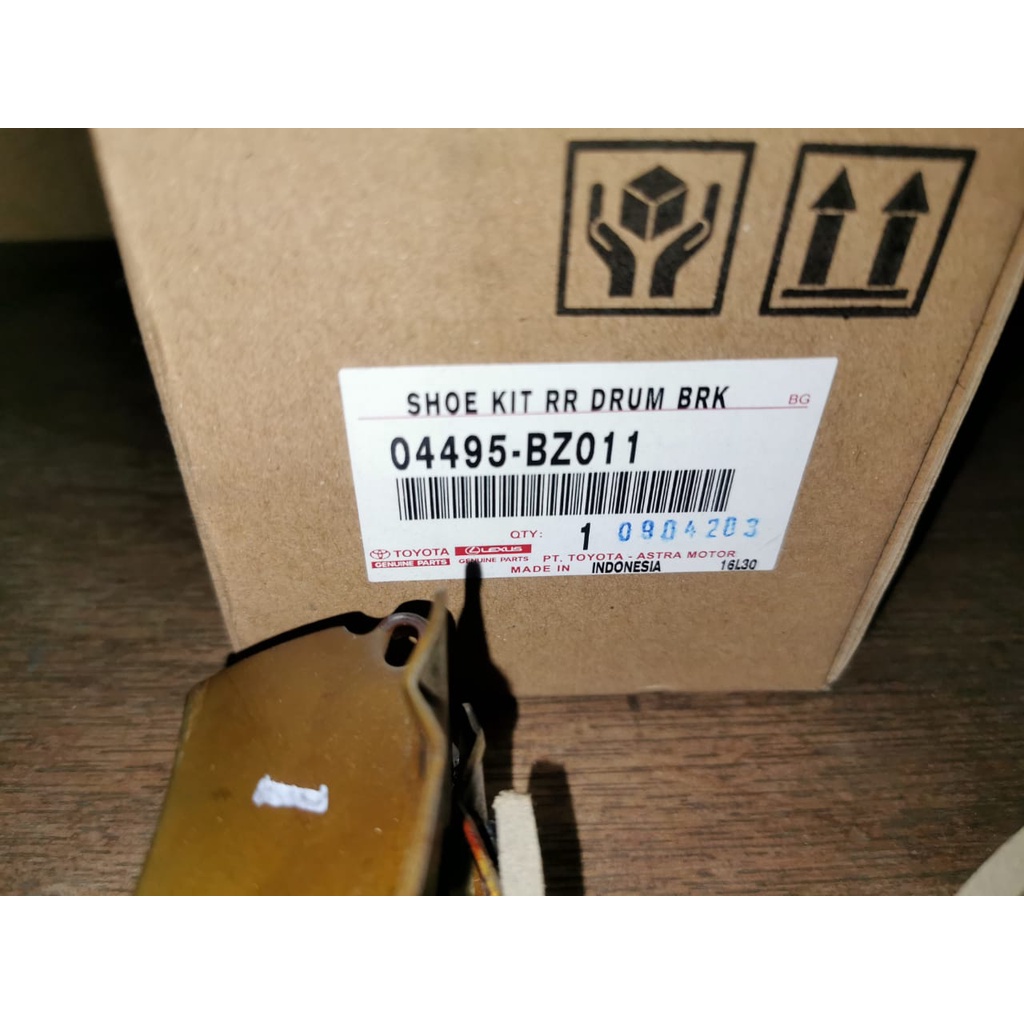 SHOE KIT RR DRUM BRK
BG
04495-BZ011
QTY: 1 0904203
TOYOTA LEXUS
GENUINE PARTS GENUINE PARTS PT. TOYOTA - ASTRA MOTOR
MADE IN INDONESIA 16L30